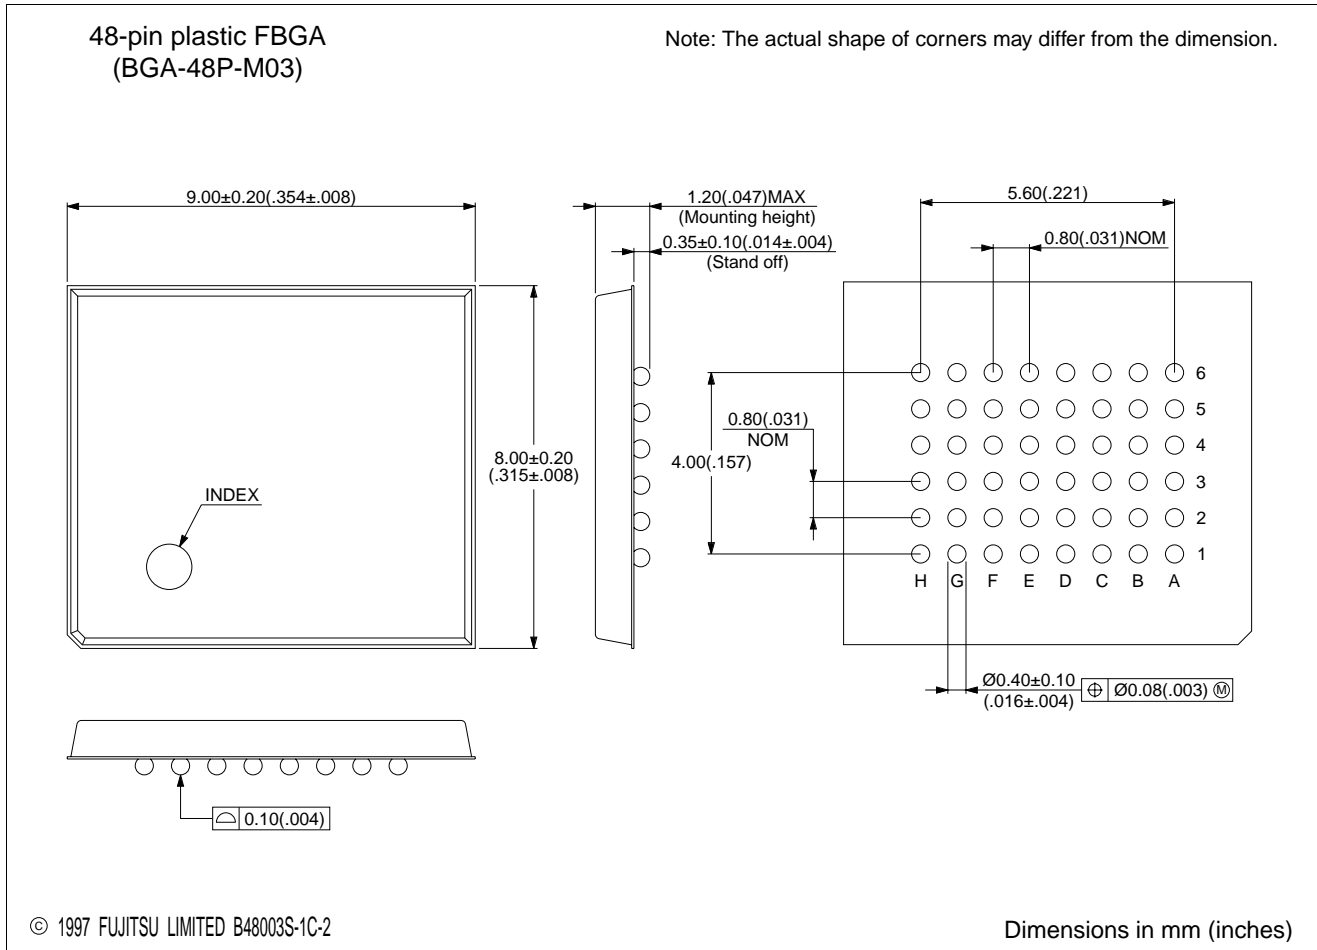 48-pin plastic FBGA
(BGA-48P-M03)
Note: The actual shape of corners may differ from the dimension.
9.00±0.20(.354±.008)
1.20(.047)MAX
(Mounting height)
0.35±0.10(.014±.004)
(Stand off)
5.60(.221)
0.80(.031)NOM
8.00±0.20
(.315±.008)
INDEX
0.80(.031)
NOM
4.00(.157)
6
5
4
3
2
1
H G F E D C B A
Ø0.40±0.10
(.016±.004)
⌖ Ø0.08(.003) Ⓜ
⌓ 0.10(.004)
© 1997 FUJITSU LIMITED B48003S-1C-2
Dimensions in mm (inches)